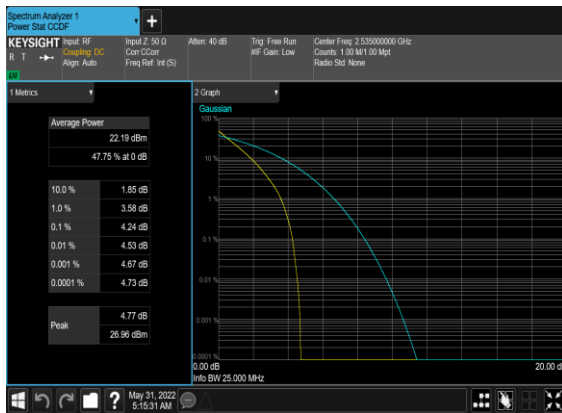 Spectrum Analyzer 1
Power Stat CCDF
+
KEYSIGHT
R T
Input: RF
Coupling: DC
Align: Auto
Input Z: 50 Ω
Corr CCorr
Freq Ref: Int (S)
Atten: 40 dB
Trig: Free Run
#IF Gain: Low
Center Freq: 2.535000000 GHz
Counts: 1.00 M/1.00 Mpt
Radio Std: None
1 Metrics
Average Power
22.19 dBm
47.75 % at 0 dB
10.0 % 1.85 dB
1.0 % 3.58 dB
0.1 % 4.24 dB
0.01 % 4.53 dB
0.001 % 4.67 dB
0.0001 % 4.73 dB
Peak 4.77 dB
26.96 dBm
2 Graph
Gaussian
100 %
10 %
1 %
0.1 %
0.01 %
0.001 %
0.0001 %
0.00 dB 20.00 d
Info BW 25.000 MHz
?
May 31, 2022
5:15:31 AM